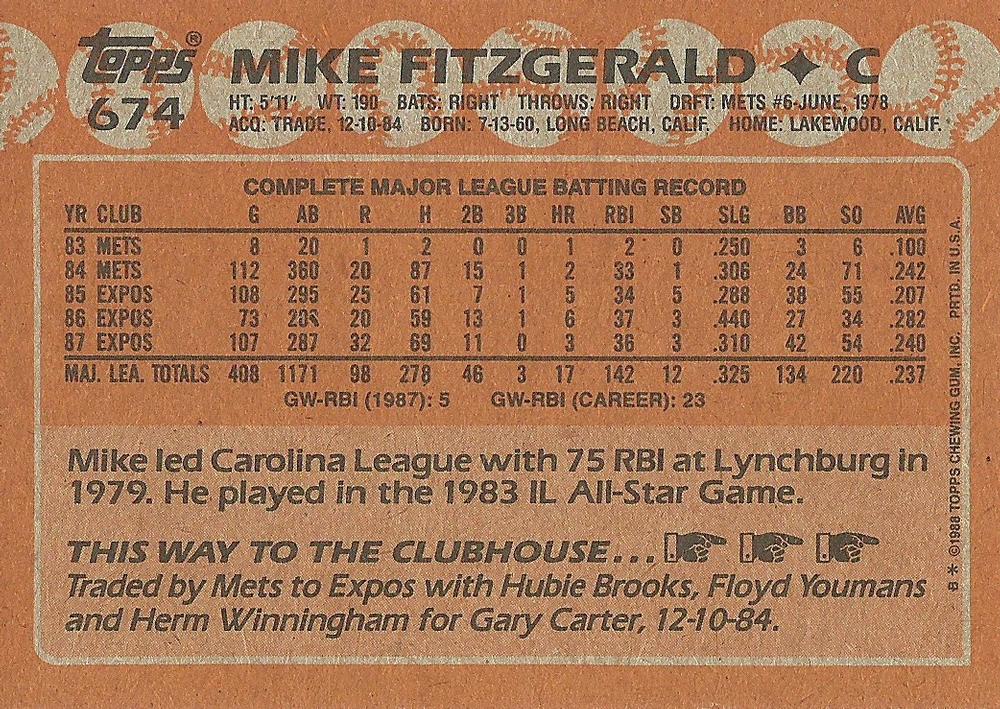 Topps®
674
MIKE FITZGERALD ✦ C
HT: 5'11" WT: 190 BATS: RIGHT THROWS: RIGHT DRFT: METS #6-JUNE, 1978
ACQ: TRADE, 12-10-84 BORN: 7-13-60, LONG BEACH, CALIF. HOME: LAKEWOOD, CALIF.
COMPLETE MAJOR LEAGUE BATTING RECORD
YR CLUB G AB R H 2B 3B HR RBI SB SLG BB SO AVG
83 METS 8 20 1 2 0 0 1 2 0 .250 3 6 .100
84 METS 112 360 20 87 15 1 2 33 1 .306 24 71 .242
85 EXPOS 108 295 25 61 7 1 5 34 5 .288 38 55 .207
86 EXPOS 73 20 59 13 1 6 37 3 .440 27 34 .282
87 EXPOS 107 287 32 69 11 0 3 36 3 .310 42 54 .240
MAJ. LEA. TOTALS 408 1171 98 278 46 3 17 142 12 .325 134 220 .237
GW-RBI (1987): 5 GW-RBI (CAREER): 23
Mike led Carolina League with 75 RBI at Lynchburg in
1979. He played in the 1983 IL All-Star Game.
THIS WAY TO THE CLUBHOUSE...
Traded by Mets to Expos with Hubie Brooks, Floyd Youmans
and Herm Winningham for Gary Carter, 12-10-84.
B * ©1988 TOPPS CHEWING GUM, INC. PRTD. IN U.S.A.